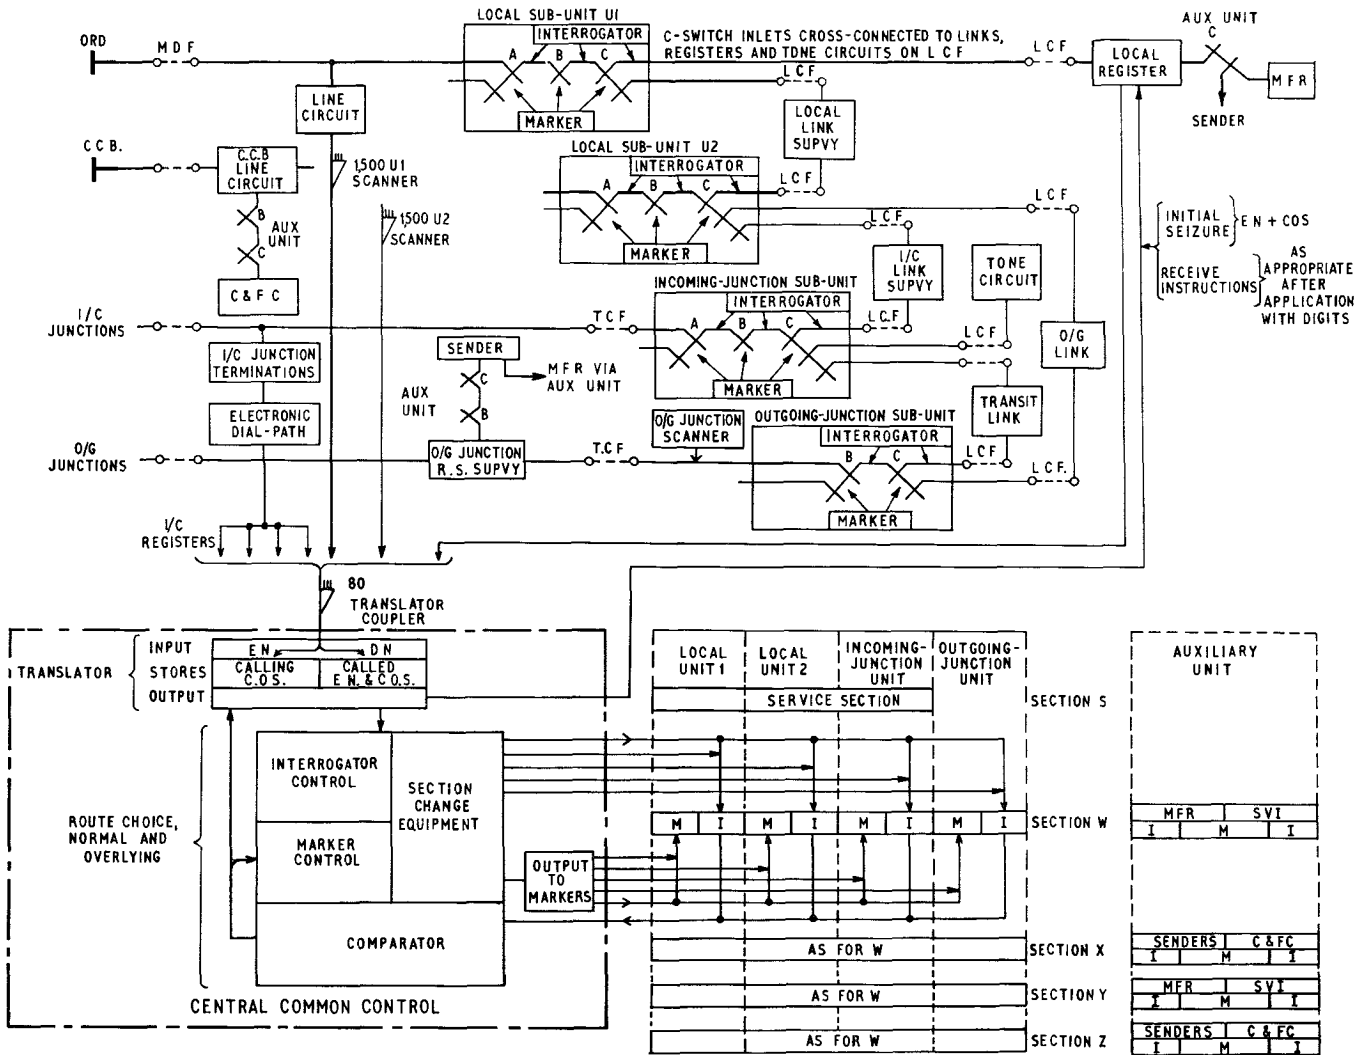 LOCAL SUB-UNIT U1
INTERROGATOR
A
B
C
MARKER
C-SWITCH INLETS CROSS-CONNECTED TO LINKS,
REGISTERS AND TONE CIRCUITS ON L C F
ORD
M D F
L C F
LOCAL
REGISTER
AUX UNIT
C
M F R
SENDER
LINE
CIRCUIT
L C F
LOCAL
LINK
SUPVY
C C B.
C.C.B
LINE
CIRCUIT
B
C
AUX
UNIT
C & F C
1,500 U1
SCANNER
1,500 U2
SCANNER
LOCAL SUB-UNIT U2
INTERROGATOR
A
B
C
MARKER
L C F
L C F
L C F
INITIAL
SEIZURE
E N + C O S
RECEIVE
INSTRUCTIONS
AS
APPROPRIATE
AFTER
APPLICATION
WITH DIGITS
I/C
LINK
SUPVY
TONE
CIRCUIT
O/G
LINK
INCOMING-JUNCTION SUB-UNIT
INTERROGATOR
A
B
C
MARKER
L.C F
L C F
I/C
JUNCTIONS
T C F
I/C JUNCTION
TERMINATIONS
ELECTRONIC
DIAL-PATH
SENDER
C
B
AUX
UNIT
M F R VIA
AUX UNIT
TRANSIT
LINK
O/G
JUNCTIONS
O/G JUNCTION
R.S. SUPVY
T.C F
O/G JUNCTION
SCANNER
OUTGOING-JUNCTION SUB-UNIT
INTERROGATOR
B
C
MARKER
L C F
L C F.
I/C
REGISTERS
80
TRANSLATOR
COUPLER
TRANSLATOR
INPUT
STORES
OUTPUT
E N
D N
CALLING
C.O.S.
CALLED
E N. & C O.S.
ROUTE CHOICE,
NORMAL AND
OVERLYING
INTERROGATOR
CONTROL
MARKER
CONTROL
SECTION
CHANGE
EQUIPMENT
COMPARATOR
OUTPUT
TO
MARKERS
CENTRAL COMMON CONTROL
LOCAL
UNIT 1
LOCAL
UNIT 2
INCOMING-
JUNCTION
UNIT
OUTGOING-
JUNCTION
UNIT
AUXILIARY
UNIT
SERVICE SECTION
SECTION S
M I M I M I M I
SECTION W
MFR SVI
I M I
AS FOR W
SECTION X
SENDERS C & FC
I M I
AS FOR W
SECTION Y
MFR SVI
I M I
AS FOR W
SECTION Z
SENDERS C & FC
I M I